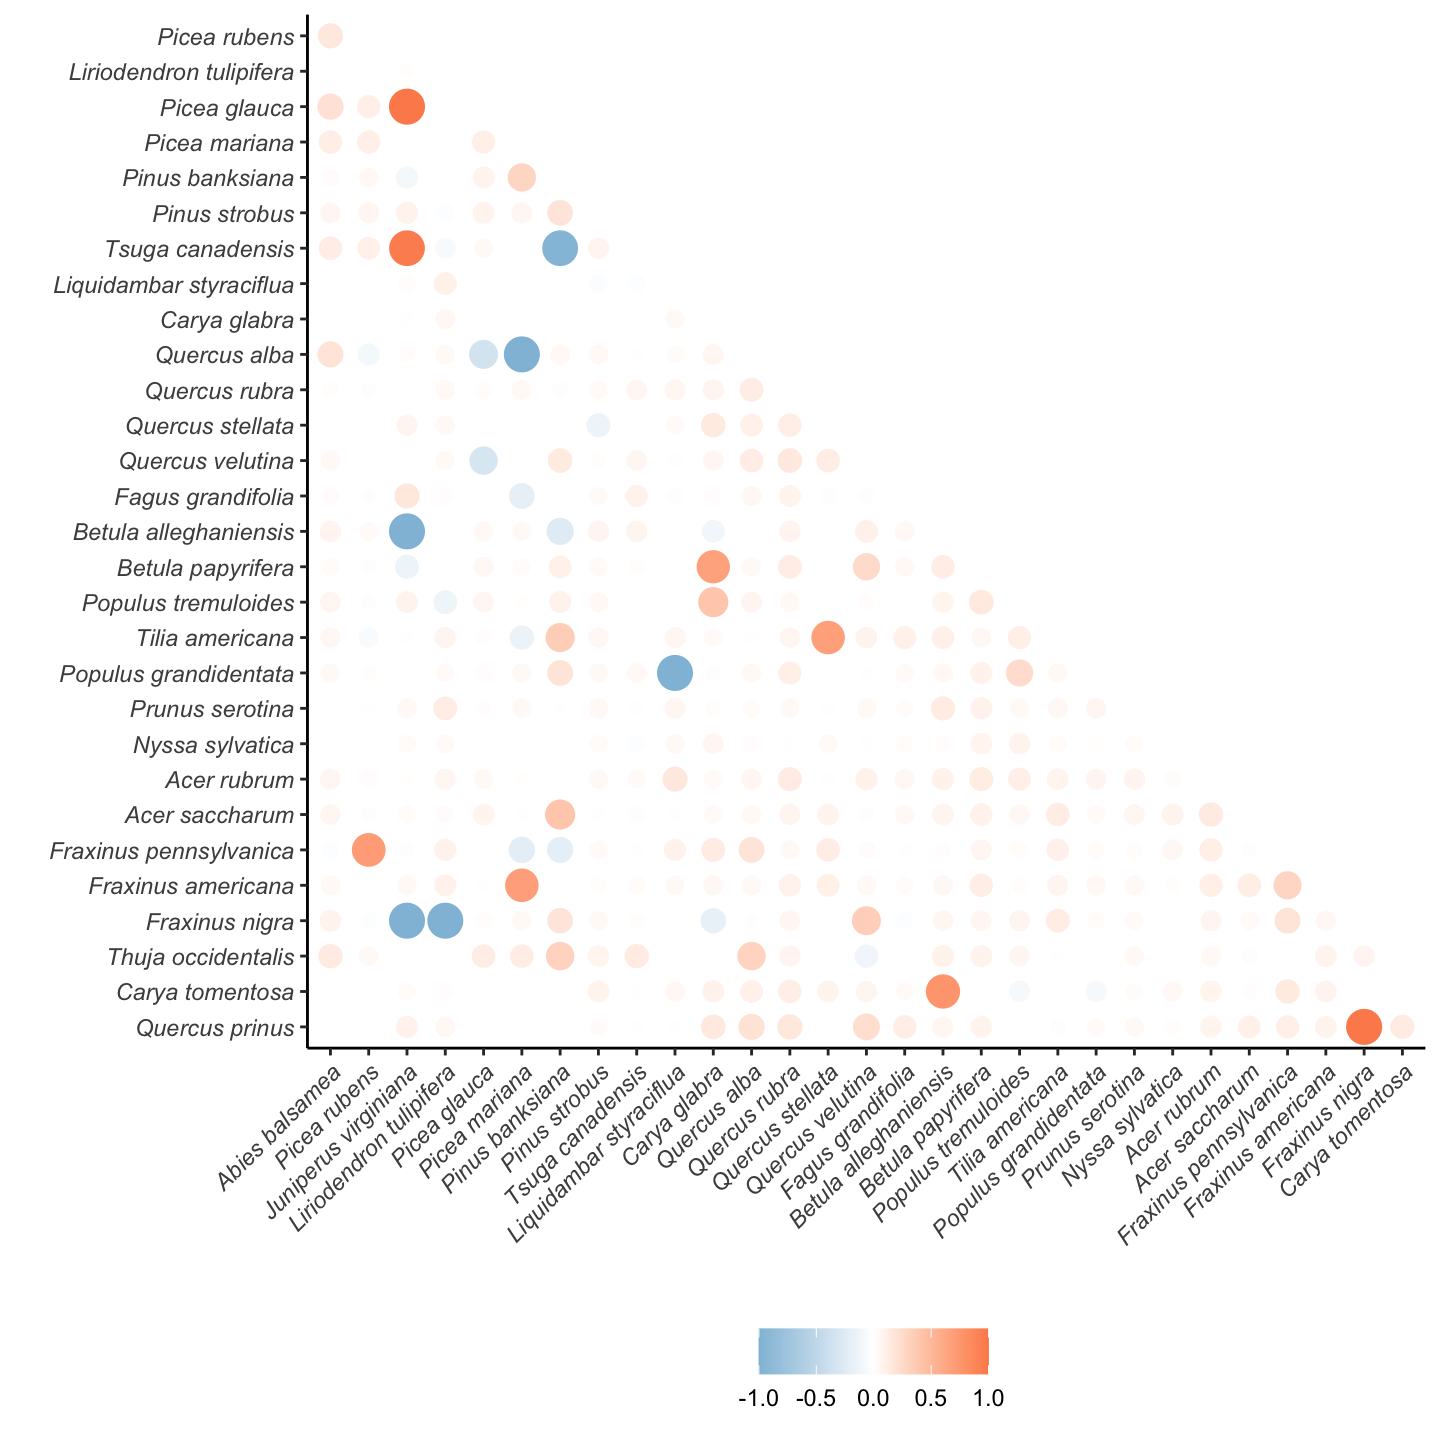 Picea rubens
Liriodendron tulipifera
Picea glauca
Picea mariana
Pinus banksiana
Pinus strobus
Tsuga canadensis
Liquidambar styraciflua
Carya glabra
Quercus alba
Quercus rubra
Quercus stellata
Quercus velutina
Fagus grandifolia
Betula alleghaniensis
Betula papyrifera
Populus tremuloides
Tilia americana
Populus grandidentata
Prunus serotina
Nyssa sylvatica
Acer rubrum
Acer saccharum
Fraxinus pennsylvanica
Fraxinus americana
Fraxinus nigra
Thuja occidentalis
Carya tomentosa
Quercus prinus
Abies balsamea
Picea rubens
Juniperus virginiana
Liriodendron tulipifera
Picea glauca
Picea mariana
Pinus banksiana
Pinus strobus
Tsuga canadensis
Liquidambar styraciflua
Carya glabra
Quercus alba
Quercus rubra
Quercus stellata
Quercus velutina
Fagus grandifolia
Betula alleghaniensis
Betula papyrifera
Populus tremuloides
Tilia americana
Populus grandidentata
Prunus serotina
Nyssa sylvatica
Acer rubrum
Acer saccharum
Fraxinus pennsylvanica
Fraxinus americana
Fraxinus nigra
Carya tomentosa
-1.0 -0.5 0.0 0.5 1.0